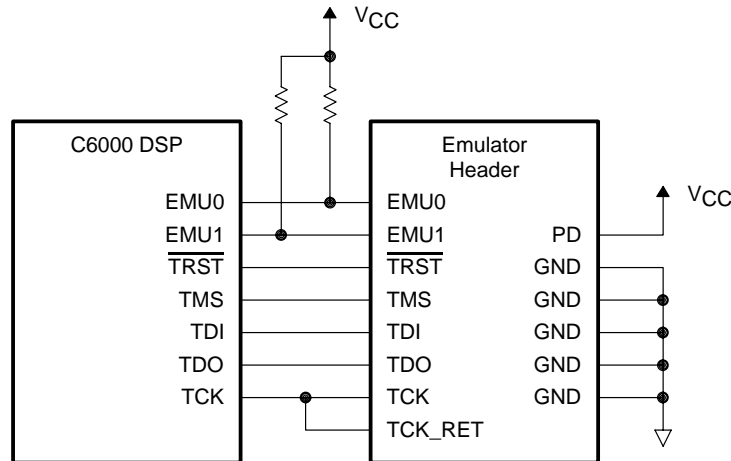 VCC
C6000 DSP
EMU0
EMU1
TRST
TMS
TDI
TDO
TCK
Emulator
Header
EMU0
EMU1
TRST
TMS
TDI
TDO
TCK
TCK_RET
PD
GND
GND
GND
GND
GND
VCC